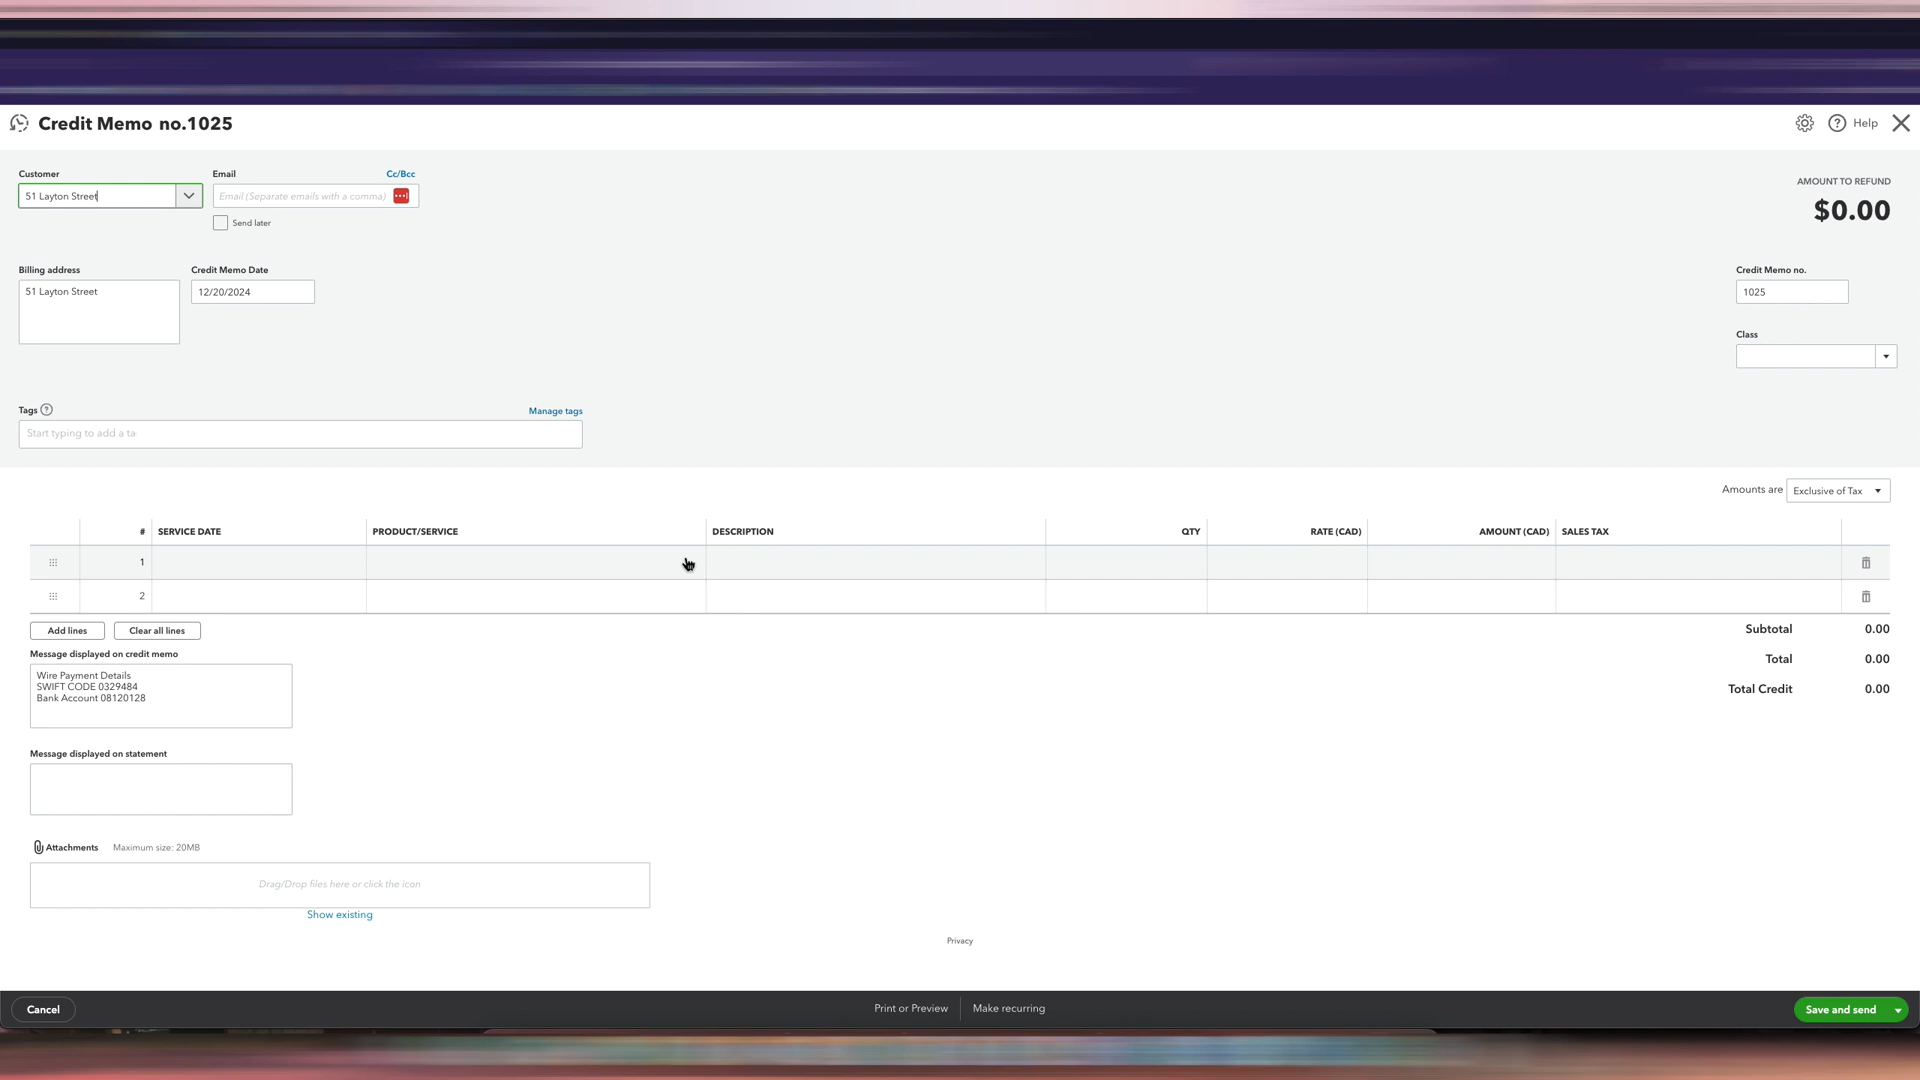 Credit Memo no.1025
Help
Customer
Email
Cc/Bcc
51 Layton Street
Email (Separate emails with a comma)
Send later
AMOUNT TO REFUND
$0.00
Billing address
Credit Memo Date
51 Layton Street
12/20/2024
Credit Memo no.
1025
Class
Tags
Manage tags
Start typing to add a ta
Amounts are
Exclusive of Tax
# SERVICE DATE PRODUCT/SERVICE DESCRIPTION QTY RATE (CAD) AMOUNT (CAD) SALES TAX
1
2
Add lines
Clear all lines
Subtotal 0.00
Total 0.00
Total Credit 0.00
Message displayed on credit memo
Wire Payment Details
SWIFT CODE 0329484
Bank Account 08120128
Message displayed on statement
Attachments Maximum size: 20MB
Drag/Drop files here or click the icon
Show existing
Privacy
Cancel
Print or Preview
Make recurring
Save and send